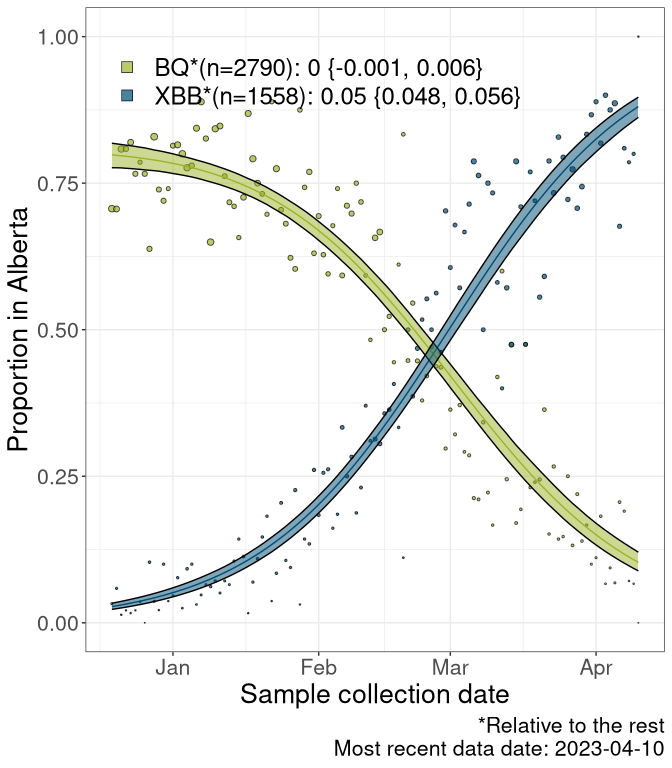 1.00
BQ*(n=2790): 0 {-0.001, 0.006}
XBB*(n=1558): 0.05 {0.048, 0.056}
0.75
0.50
0.25
0.00
Proportion in Alberta
Jan Feb Mar Apr
Sample collection date
*Relative to the rest
Most recent data date: 2023-04-10